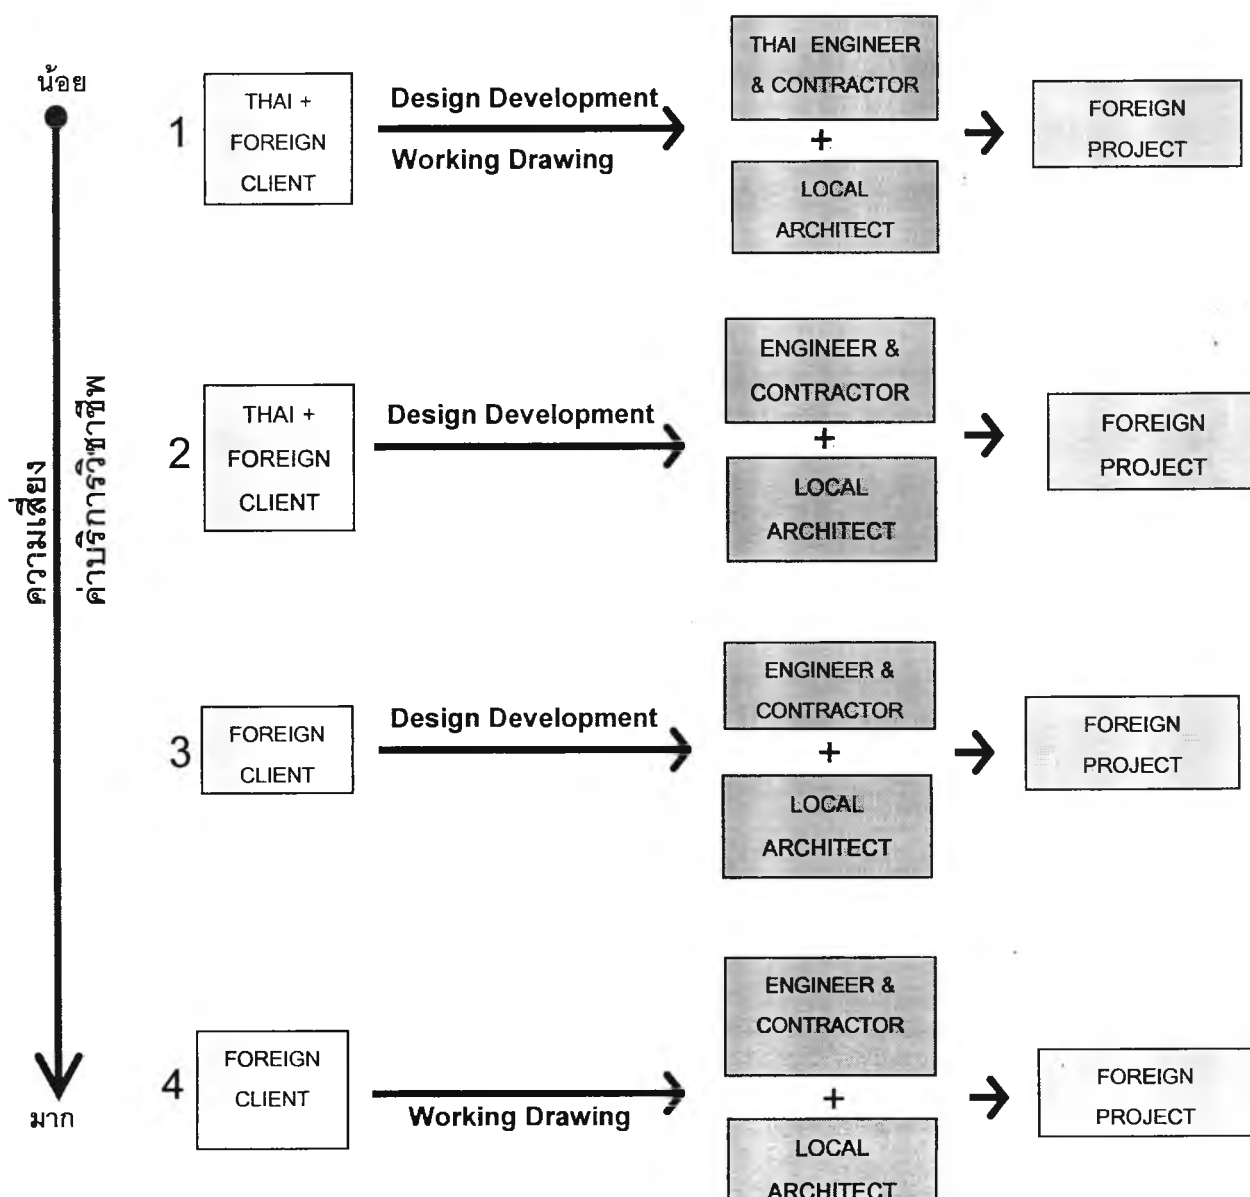 น้อย
ความเสี่ยง
ค่าบริการวิชาชีพ
มาก
1
THAI +
FOREIGN
CLIENT
Design Development
Working Drawing
THAI ENGINEER
& CONTRACTOR
+
LOCAL
ARCHITECT
FOREIGN
PROJECT
2
THAI +
FOREIGN
CLIENT
Design Development
ENGINEER &
CONTRACTOR
+
LOCAL
ARCHITECT
FOREIGN
PROJECT
3
FOREIGN
CLIENT
Design Development
ENGINEER &
CONTRACTOR
+
LOCAL
ARCHITECT
FOREIGN
PROJECT
4
FOREIGN
CLIENT
Working Drawing
ENGINEER &
CONTRACTOR
+
LOCAL
ARCHITECT
FOREIGN
PROJECT